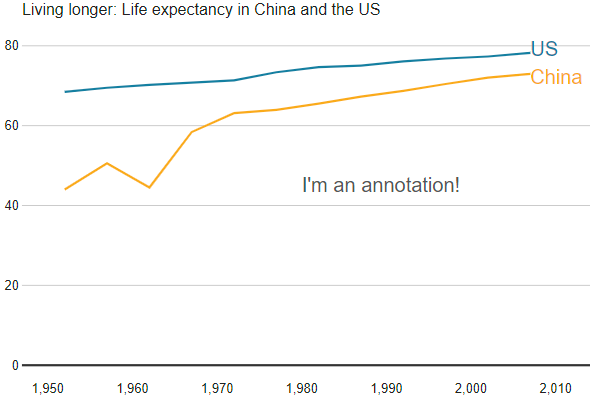 Living longer: Life expectancy in China and the US
80
US
China
60
I'm an annotation!
40
20
0
1,950 1,960 1,970 1,980 1,990 2,000 2,010